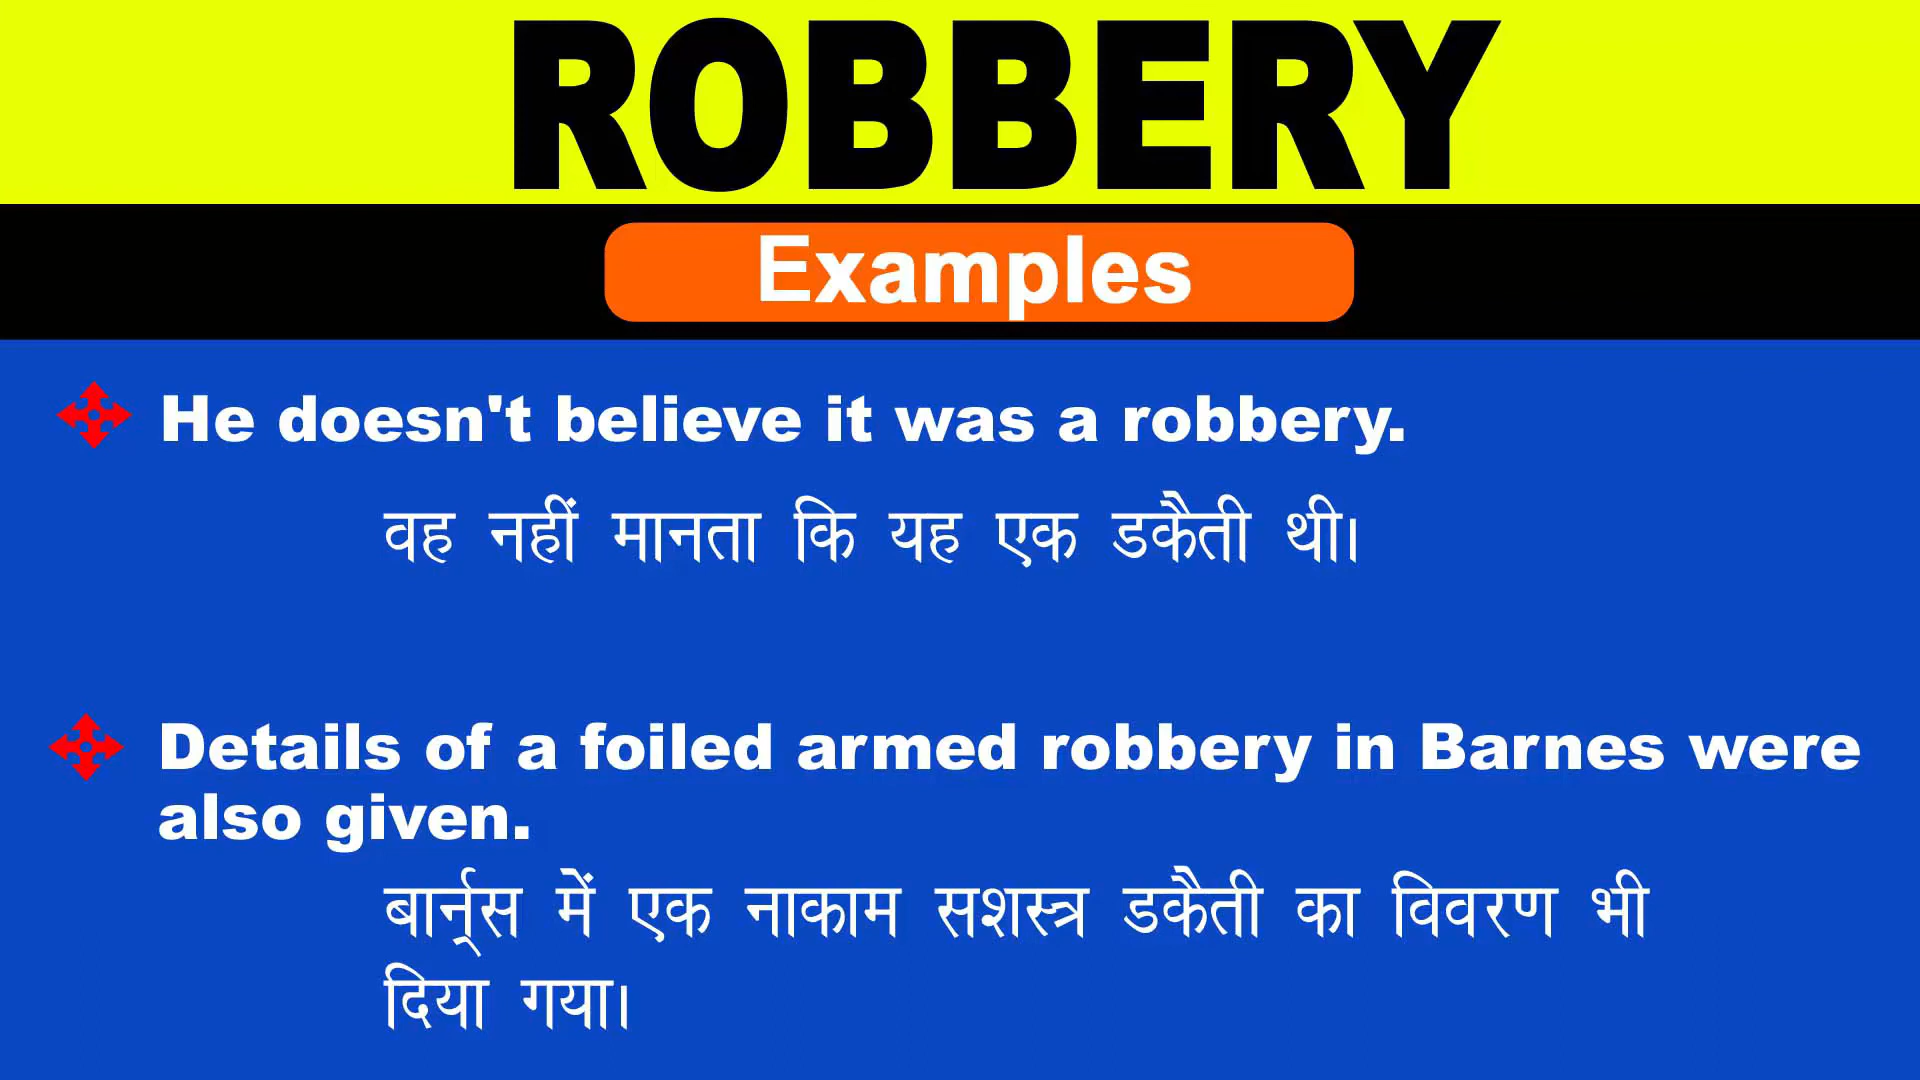 ROBBERY
Examples
He doesn't believe it was a robbery.
वह नहीं मानता कि यह एक डकैती थी।
Details of a foiled armed robbery in Barnes were
also given.
बार्न्स में एक नाकाम सशस्त्र डकैती का विवरण भी
दिया गया।